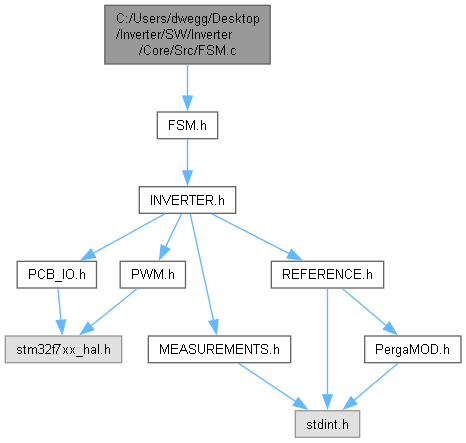 C:/Users/dwegg/Desktop
/Inverter/SW/Inverter
/Core/Src/FSM.c
FSM.h
INVERTER.h
PCB_IO.h
PWM.h
REFERENCE.h
stm32f7xx_hal.h
MEASUREMENTS.h
PergaMOD.h
stdint.h